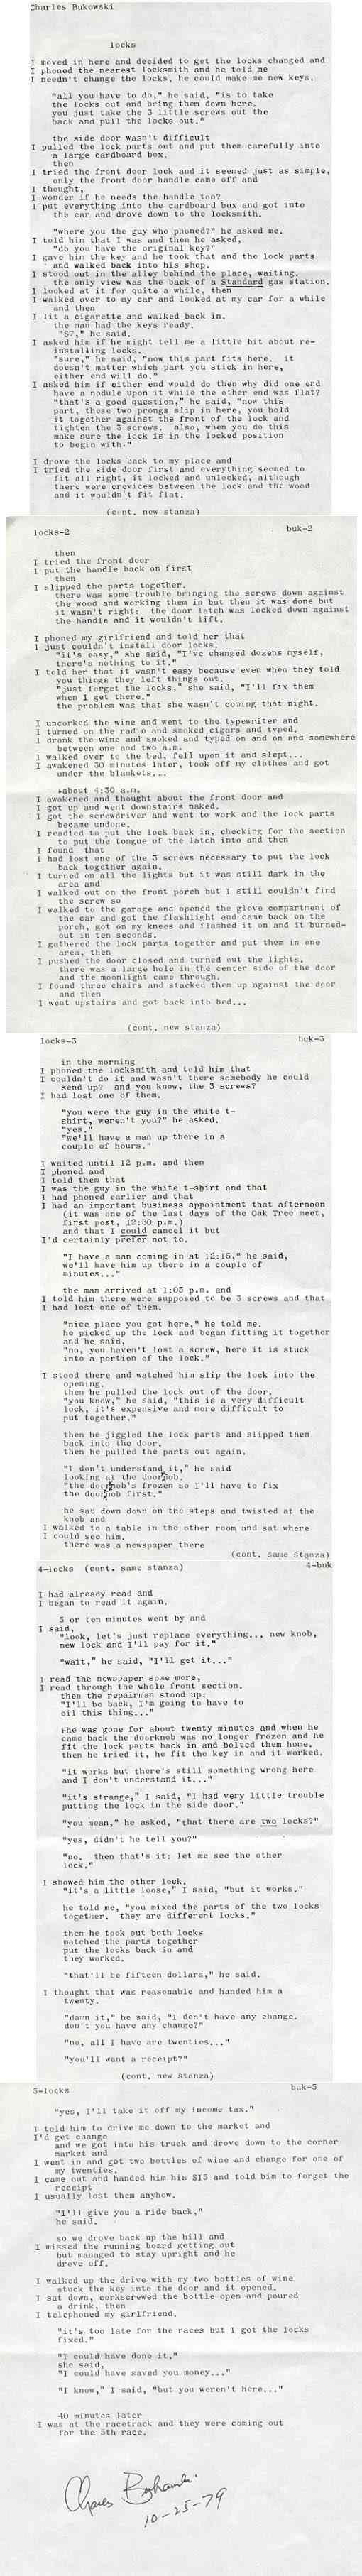 Charles Bukowski
locks
I moved in here and decided to get the locks changed and
I phoned the nearest locksmith and he told me
I needn't change the locks, he could make me new keys.
"all you have to do," he said, "is to take
the locks out and bring them down here.
you just take the 3 little screws out the
back and pull the locks out."
the side door wasn't difficult
I pulled the lock parts out and put them carefully into
a large cardboard box.
then
I tried the front door lock and it seemed just as simple,
only the front door handle came off and
I thought,
I wonder if he needs the handle too?
I put everything into the cardboard box and got into
the car and drove down to the locksmith.
"where you the guy who phoned?" he asked me.
I told him that I was and then he asked,
"do you have the original key?"
I gave him the key and he took that and the lock parts
and walked back into his shop.
I stood out in the alley behind the place, waiting.
the only view was the back of a Standard gas station.
I looked at it for quite a while, then
I walked over to my car and looked at my car for a while
and then
I lit a cigarette and walked back in.
the man had the keys ready.
"$7," he said.
I asked him if he might tell me a little bit about re-
installing locks.
"sure," he said, "now this part fits here.  it
doesn't matter which part you stick in here,
either end will do."
I asked him if either end would do then why did one end
have a nodule upon it while the other end was flat?
"that's a good question," he said, "now this
part, these two prongs slip in here, you hold
it together against the front of the lock and
tighten the 3 screws.  also, when you do this
make sure the lock is in the locked position
to begin with."
I drove the locks back to my place and
I tried the side door first and everything seemed to
fit all right, it locked and unlocked, although
there were crevices between the lock and the wood
and it wouldn't fit flat.
(cont. new stanza)
locks-2
buk-2
then
I tried the front door
I put the handle back on first
then
I slipped the parts together.
there was some trouble bringing the screws down against
the wood and working them in but then it was done but
it wasn't right:  the door latch was locked down against
the handle and it wouldn't lift.
I phoned my girlfriend and told her that
I just couldn't install door locks.
"it's easy," she said, "I've changed dozens myself,
there's nothing to it."
I told her that it wasn't easy because even when they told
you things they left things out.
"just forget the locks," she said, "I'll fix them
when I get there."
the problem was that she wasn't coming that night.
I uncorked the wine and went to the typewriter and
I turned on the radio and smoked cigars and typed.
I drank the wine and smoked and typed on and on and somewhere
between one and two a.m.
I walked over to the bed, fell upon it and slept...
I awakened 30 minutes later, took off my clothes and got
under the blankets...
about 4:30 a.m.
I awakened and thought about the front door and
I got up and went downstairs naked.
I got the screwdriver and went to work and the lock parts
became undone.
I readied to put the lock back in, checking for the section
to put the tongue of the latch into and then
I found  that
I had lost one of the 3 screws necessary to put the lock
back together again.
I turned on all the lights but it was still dark in the
area and
I walked out on the front porch but I still couldn't find
the screw so
I walked to the garage and opened the glove compartment of
the car and got the flashlight and came back on the
porch, got on my knees and flashed it on and it burned-
out in ten seconds.
I gathered the lock parts together and put them in one
area, then
I pushed the door closed and turned out the lights.
there was a large hole in the center side of the door
and the moonlight came through.
I found three chairs and stacked them up against the door
and then
I went upstairs and got back into bed...
(cont. new stanza)
locks-3
buk-3
in the morning
I phoned the locksmith and told him that
I couldn't do it and wasn't there somebody he could
send up?  and you know, the 3 screws?
I had lost one of them.
"you were the guy in the white t-
shirt, weren't you?" he asked.
"yes."
"we'll have a man up there in a
couple of hours."
I waited until 12 p.m. and then
I phoned and
I told them that
I was the guy in the white t-shirt and that
I had phoned earlier and that
I had an important business appointment that afternoon
(it was one of the last days of the Oak Tree meet,
first post, 12:30 p.m.)
and that I could cancel it but
I'd certainly prefer not to.
"I have a man coming in at 12:15," he said,
we'll have him up there in a couple of
minutes..."
the man arrived at 1:05 p.m. and
I told him there were supposed to be 3 screws and that
I had lost one of them.
"nice place you got here," he told me.
he picked up the lock and began fitting it together
and he said,
"no, you haven't lost a screw, here it is stuck
into a portion of the lock."
I stood there and watched him slip the lock into the
opening.
then he pulled the lock out of the door.
"you know," he said, "this is a very difficult
lock, it's expensive and more difficult to
put together."
then he jiggled the lock parts and slipped them
back into the door.
then he pulled the parts out again.
"I don't understand it," he said
looking at the doorknob.
"the doorknob's frozen so I'll have to fix
the doorknob first."
he sat down down on the steps and twisted at the
knob and
I walked to a table in the other room and sat where
I could see him.
there was a newspaper there
(cont. same stanza)
4-locks  (cont. same stanza)
4-buk
I had already read and
I began to read it again.
5 or ten minutes went by and
I said,
"look, let's just replace everything... new knob,
new lock and I'll pay for it."
"wait," he said, "I'll get it..."
I read the newspaper some more,
I read through the whole front section.
then the repairman stood up:
"I'll be back, I'm going to have to
oil this thing..."
he was gone for about twenty minutes and when he
came back the doorknob was no longer frozen and he
fit the lock parts back in and bolted them home.
then he tried it, he fit the key in and it worked.
"it works but there's still something wrong here
and I don't understand it..."
"it's strange," I said, "I had very little trouble
putting the lock in the side door."
"you mean," he asked, "that there are two locks?"
"yes, didn't he tell you?"
"no.  then that's it: let me see the other
lock."
I showed him the other lock.
"it's a little loose," I said, "but it works."
he told me, "you mixed the parts of the two locks
together.  they are different locks."
then he took out both locks
matched the parts together
put the locks back in and
they worked.
"that'll be fifteen dollars," he said.
I thought that was reasonable and handed him a
twenty.
"damn it," he said, "I don't have any change.
don't you have any change?"
"no, all I have are twenties..."
"you'll want a receipt?"
(cont. new stanza)
5-locks
buk-5
"yes, I'll take it off my income tax."
I told him to drive me down to the market and
I'd get change
and we got into his truck and drove down to the corner
market and
I went in and got two bottles of wine and change for one of
my twenties.
I came out and handed him his $15 and told him to forget the
receipt
I usually lost them anyhow.
"I'll give you a ride back,"
he said.
so we drove back up the hill and
I missed the running board getting out
but managed to stay upright and he
drove off.
I walked up the drive with my two bottles of wine
stuck the key into the door and it opened.
I sat down, corkscrewed the bottle open and poured
a drink, then
I telephoned my girlfriend.
"it's too late for the races but I got the locks
fixed."
"I could have done it,"
she said,
"I could have saved you money..."
"I know," I said, "but you weren't here..."
40 minutes later
I was at the racetrack and they were coming out
for the 5th race.
Charles Bukowski
10-25-79